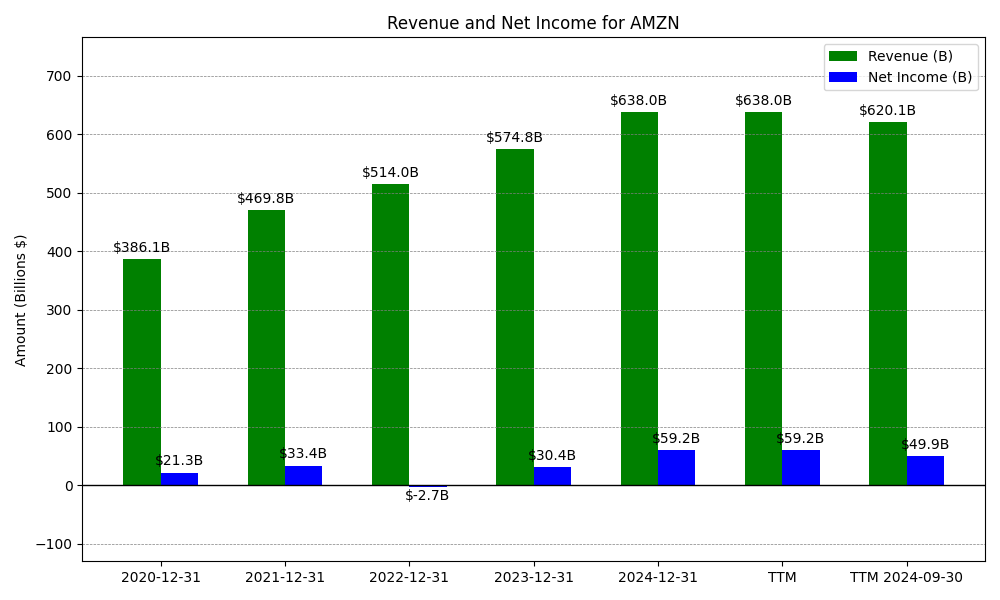 Revenue and Net Income for AMZN
Revenue (B)
Net Income (B)
Amount (Billions $)
700
600
500
400
300
200
100
0
−100
$386.1B
$21.3B
$469.8B
$33.4B
$514.0B
$-2.7B
$574.8B
$30.4B
$638.0B
$59.2B
$638.0B
$59.2B
$620.1B
$49.9B
2020-12-31
2021-12-31
2022-12-31
2023-12-31
2024-12-31
TTM
TTM 2024-09-30